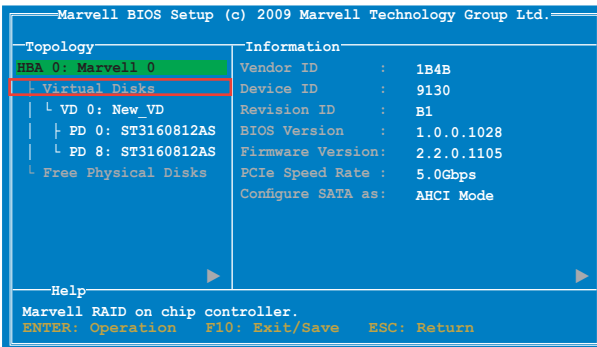 Marvell BIOS Setup (c) 2009 Marvell Technology Group Ltd.
Topology
HBA 0: Marvell 0
Virtual Disks
VD 0: New_VD
PD 0: ST3160812AS
PD 8: ST3160812AS
Free Physical Disks
Information
Vendor ID : 1B4B
Device ID : 9130
Revision ID : B1
BIOS Version : 1.0.0.1028
Firmware Version: 2.2.0.1105
PCIe Speed Rate : 5.0Gbps
Configure SATA as: AHCI Mode
Help
Marvell RAID on chip controller.
ENTER: Operation F10: Exit/Save ESC: Return